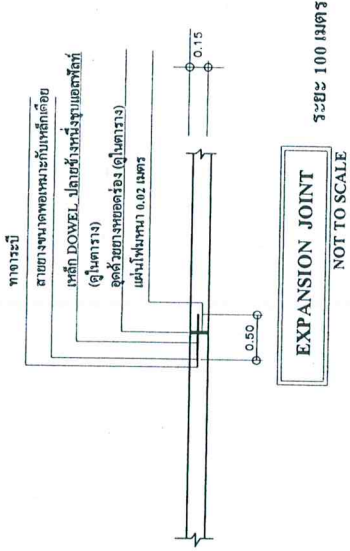 ทาจาระบี
สายยางขนาดพอเหมาะกับเหล็กเดือย
เหล็ก DOWEL ปลายข้างหนึ่งชุบแอสฟัลท์
(ดูในตาราง)
อุดด้วยยางหยอดร่อง (ดูในตาราง)
แผ่นโฟมหนา 0.02 เมตร
0.15
0.50
EXPANSION JOINT
ระยะ 100 เมตร
NOT TO SCALE